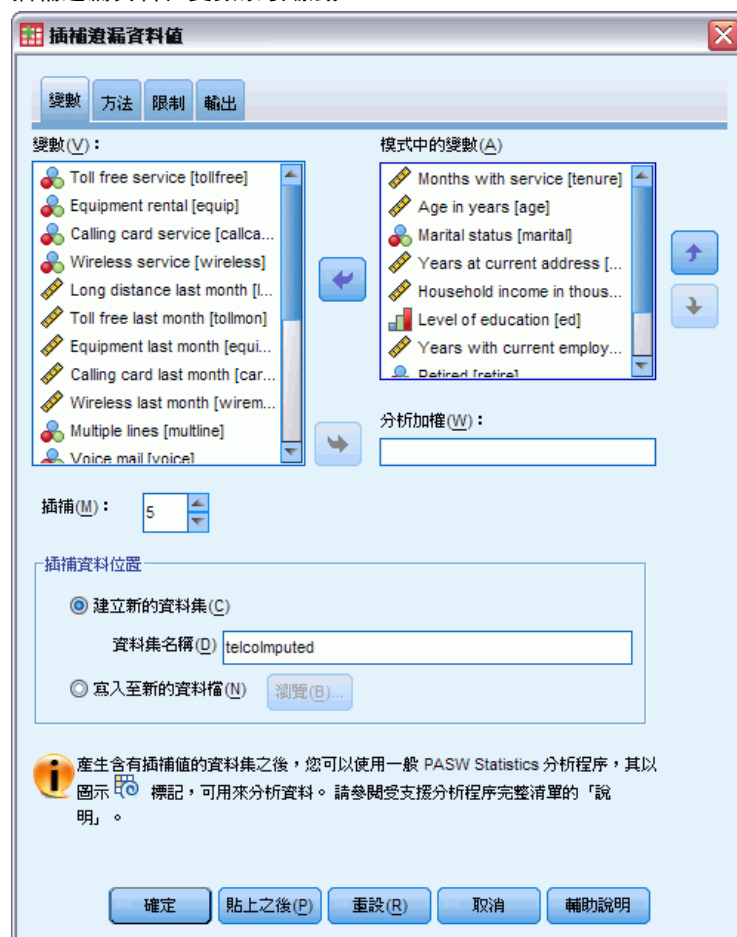 插補遺漏資料值
變數
方法
限制
輸出
變數(V)：
Toll free service [tollfree]
Equipment rental [equip]
Calling card service [callca...
Wireless service [wireless]
Long distance last month [l...
Toll free last month [tollmon]
Equipment last month [equi...
Calling card last month [car...
Wireless last month [wirem...
Multiple lines [multline]
Voice mail [voice]
模式中的變數(A)
Months with service [tenure]
Age in years [age]
Marital status [marital]
Years at current address [...
Household income in thous...
Level of education [ed]
Years with current employ...
Retired [retire]
分析加權(W)：
插補(M)：
5
插補資料位置
建立新的資料集(C)
資料集名稱(D)
telcoImputed
寫入至新的資料檔(N)
瀏覽(B)...
產生含有插補值的資料集之後，您可以使用一般 PASW Statistics 分析程序，其以
圖示 標記，可用來分析資料。請參閱受支援分析程序完整清單的「說
明」。
確定
貼上之後(P)
重設(R)
取消
輔助說明